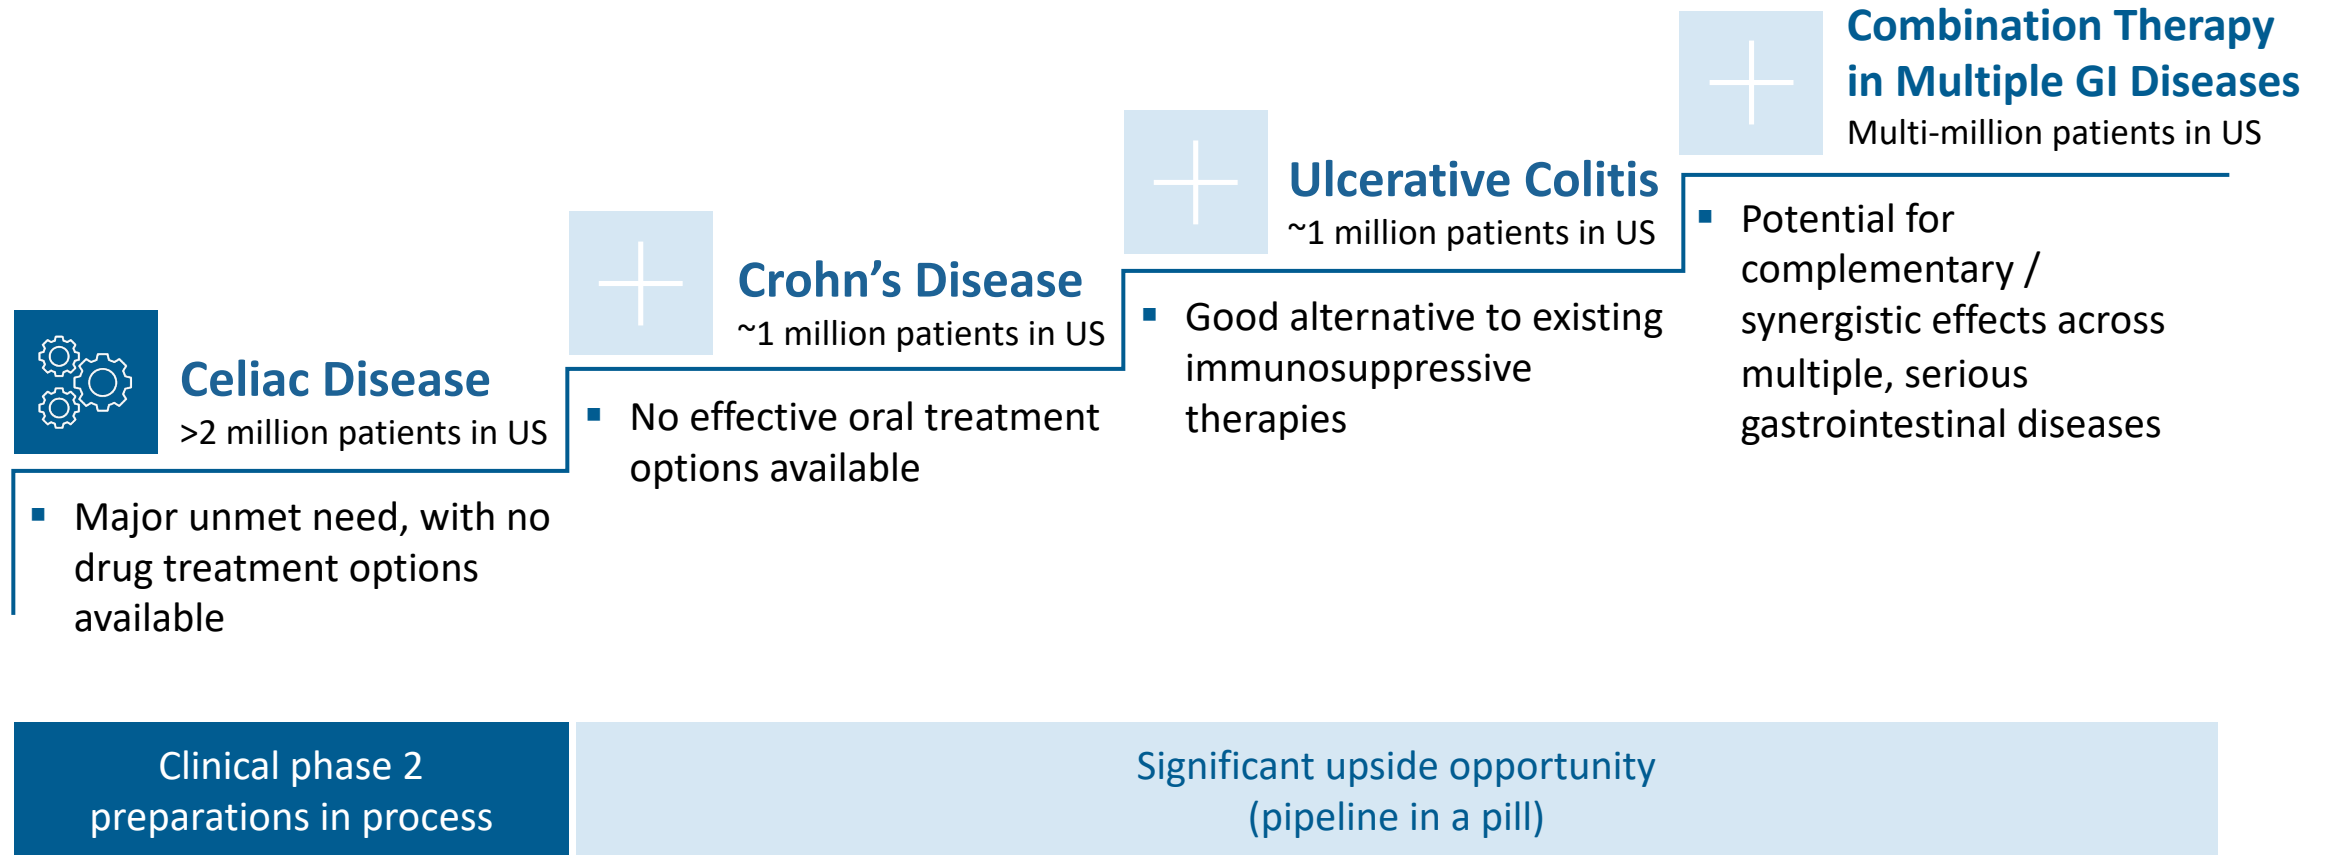 Celiac Disease
>2 million patients in US
▪ Major unmet need, with no
drug treatment options
available
Crohn’s Disease
~1 million patients in US
▪ No effective oral treatment
options available
Ulcerative Colitis
~1 million patients in US
▪ Good alternative to existing
immunosuppressive
therapies
Combination Therapy
in Multiple GI Diseases
Multi-million patients in US
▪ Potential for
complementary /
synergistic effects across
multiple, serious
gastrointestinal diseases
Clinical phase 2
preparations in process
Significant upside opportunity
(pipeline in a pill)